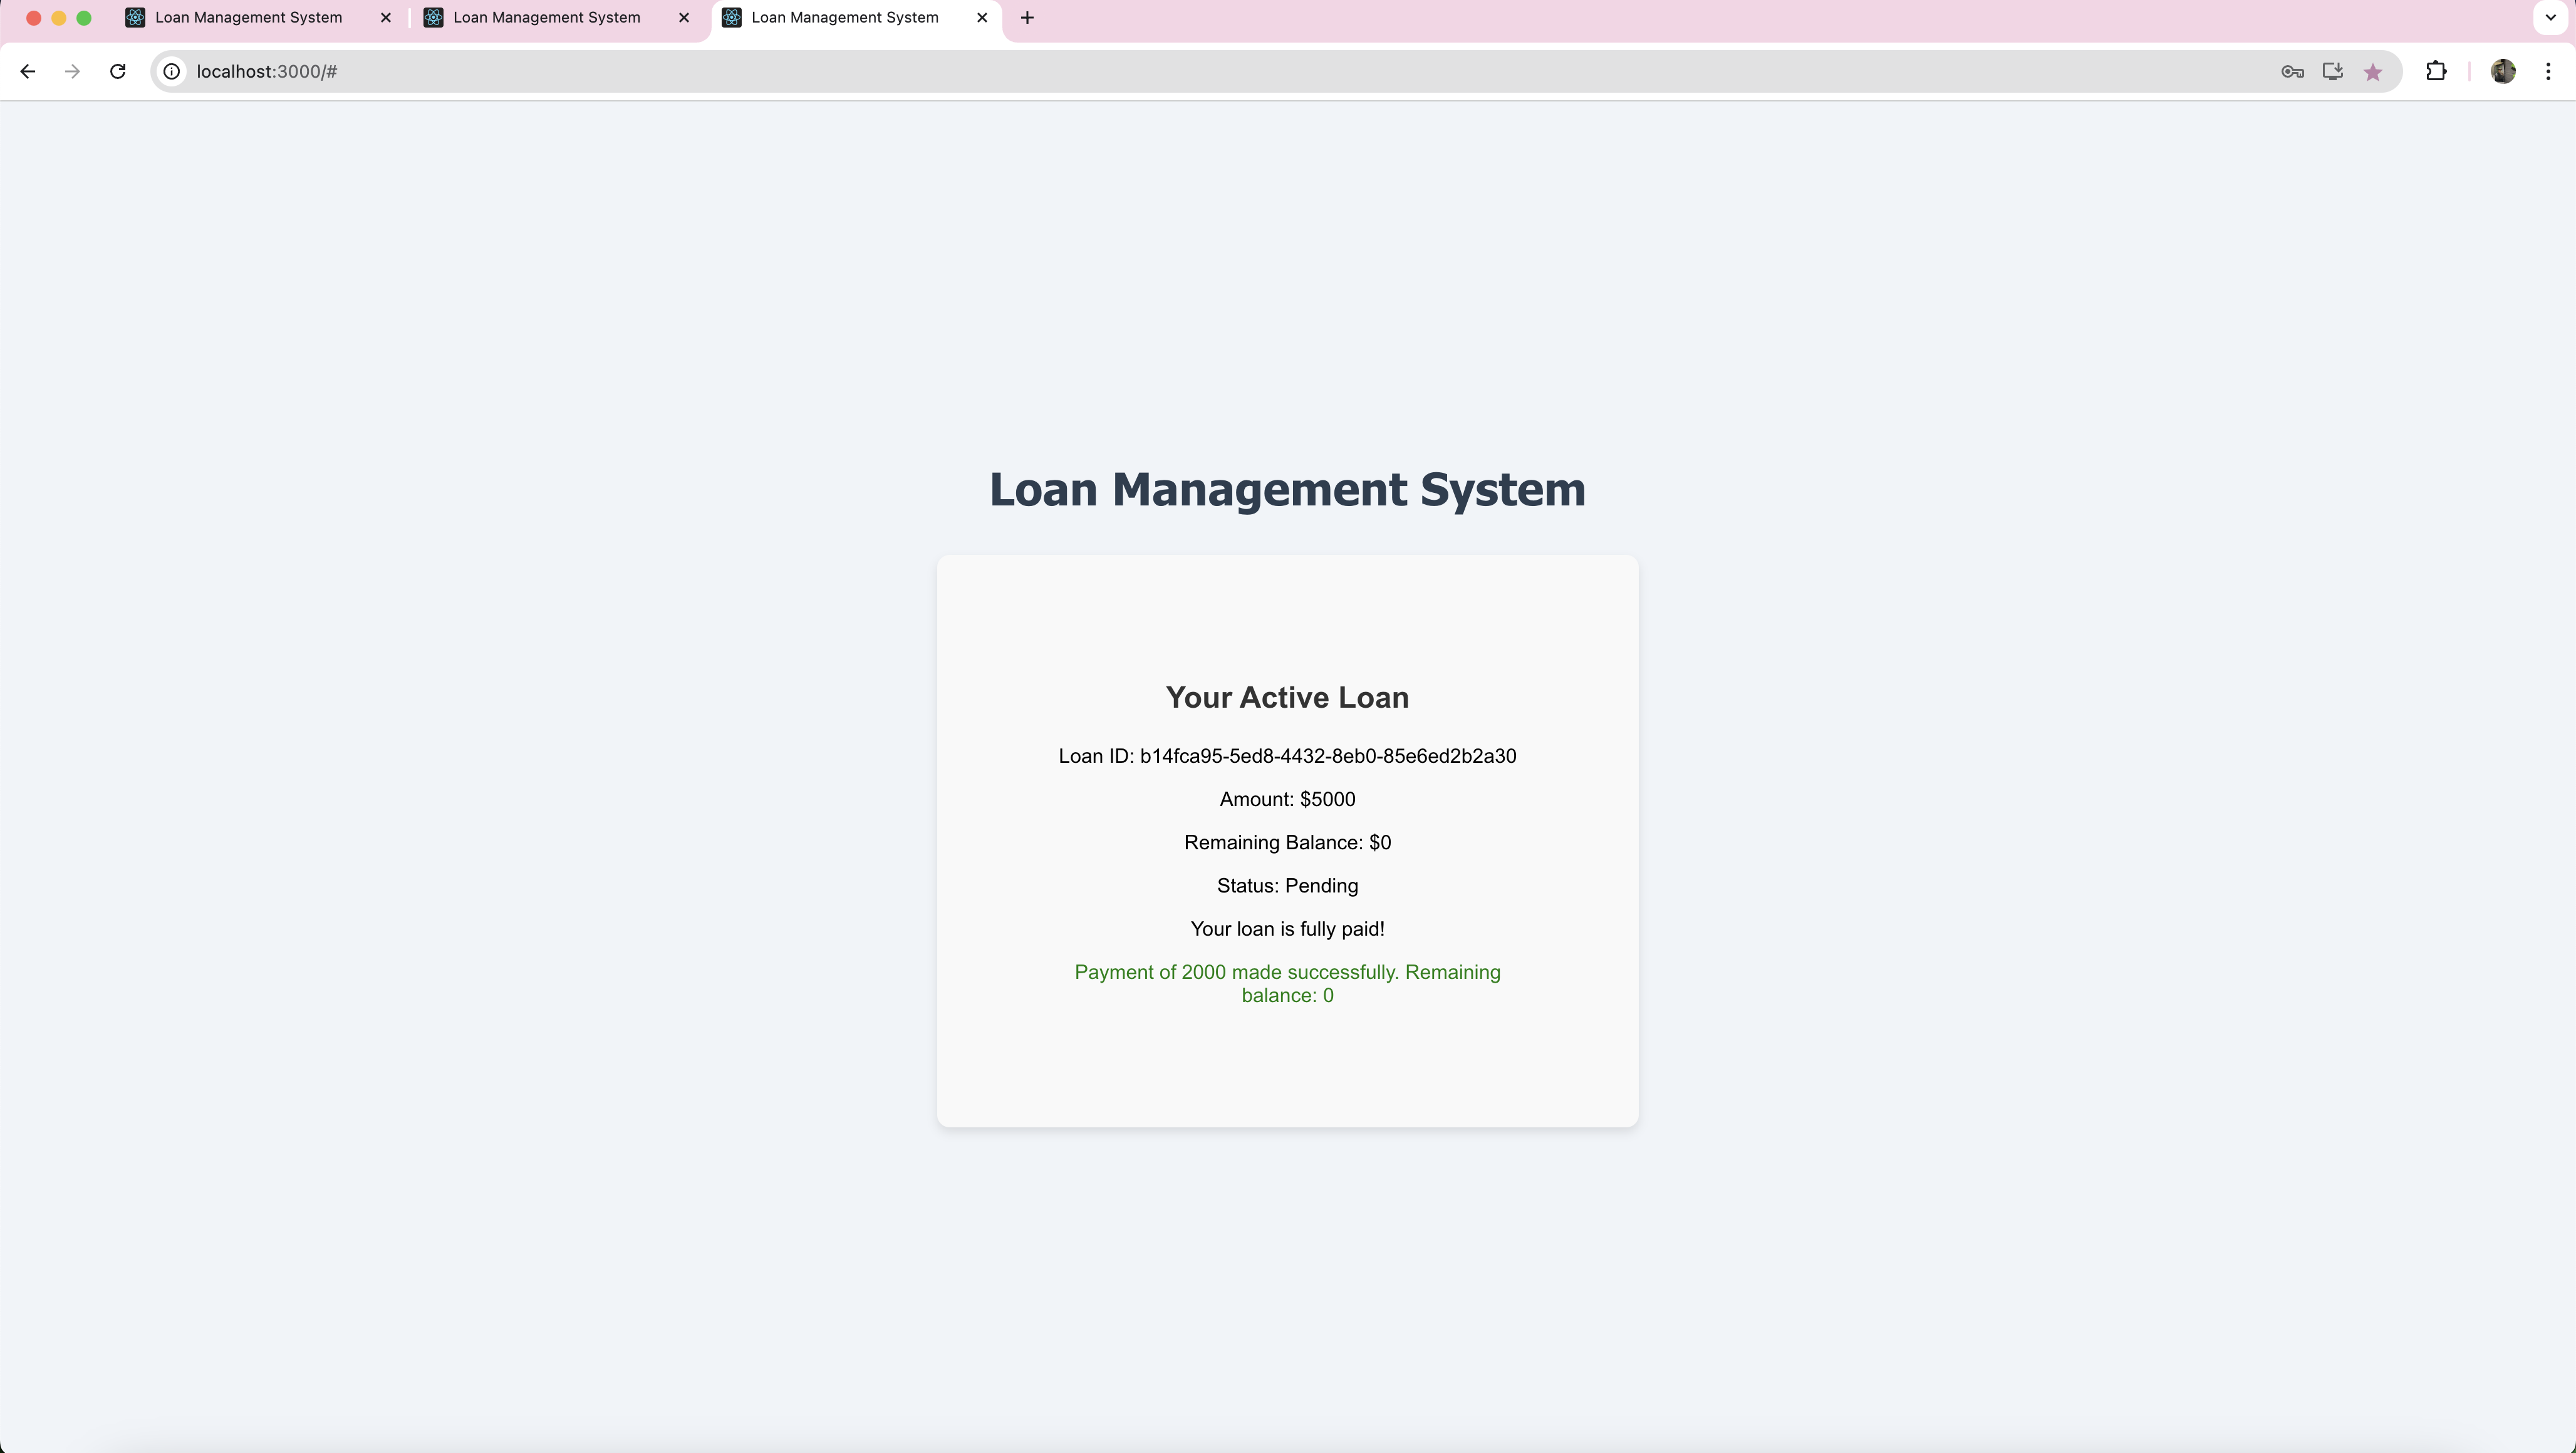 Loan Management System
Loan Management System
Loan Management System
localhost:3000/#
Loan Management System
Your Active Loan
Loan ID: b14fca95-5ed8-4432-8eb0-85e6ed2b2a30
Amount: $5000
Remaining Balance: $0
Status: Pending
Your loan is fully paid!
Payment of 2000 made successfully. Remaining
balance: 0